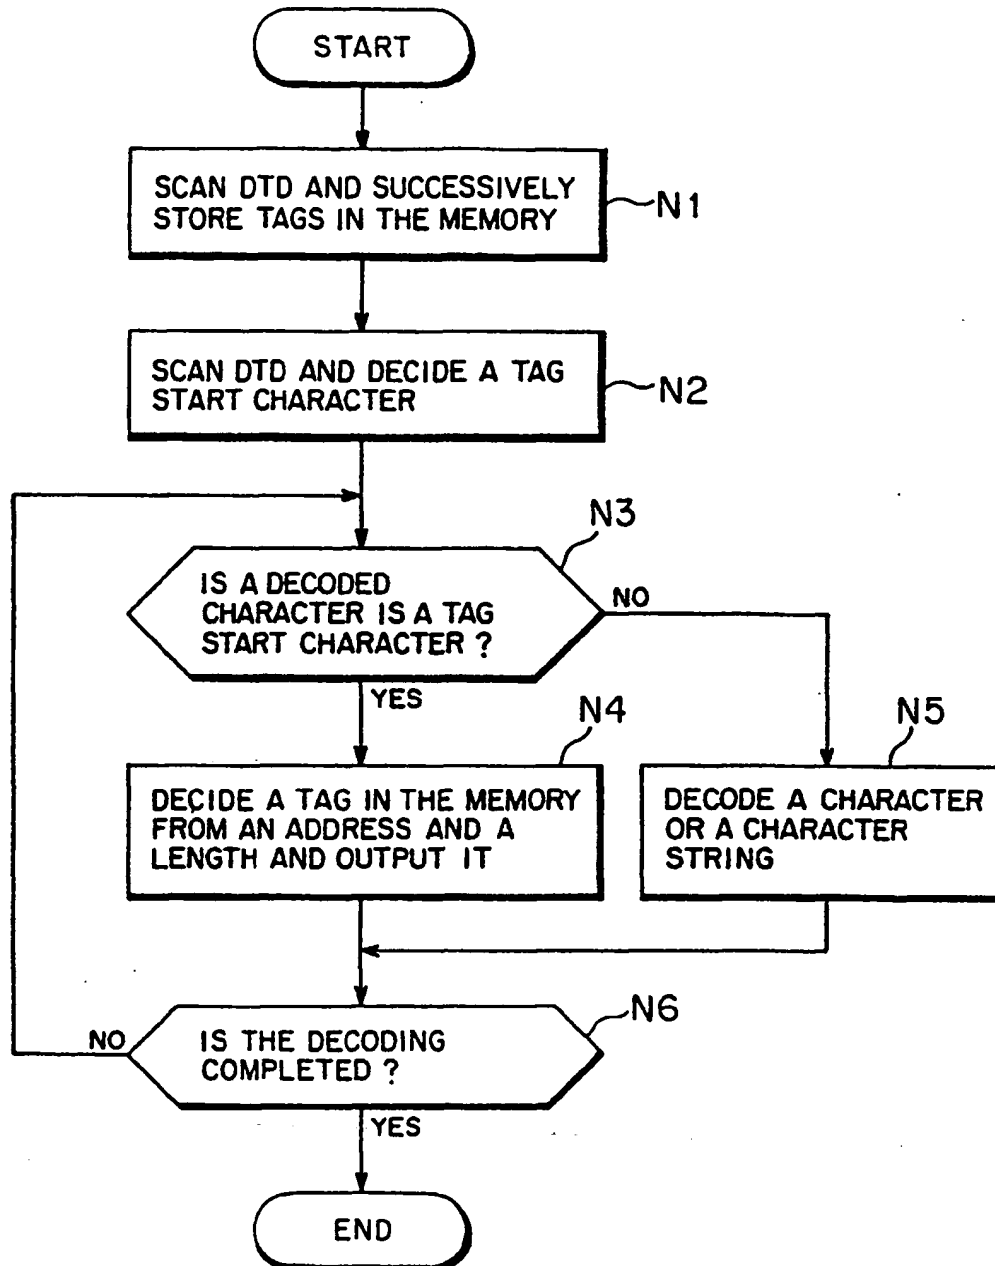 START
SCAN DTD AND SUCCESSIVELY
STORE TAGS IN THE MEMORY
N1
SCAN DTD AND DECIDE A TAG
START CHARACTER
N2
N3
IS A DECODED
CHARACTER IS A TAG
START CHARACTER ?
NO
YES
N4
DECIDE A TAG IN THE MEMORY
FROM AN ADDRESS AND A
LENGTH AND OUTPUT IT
N5
DECODE A CHARACTER
OR A CHARACTER
STRING
N6
NO
IS THE DECODING
COMPLETED ?
YES
END